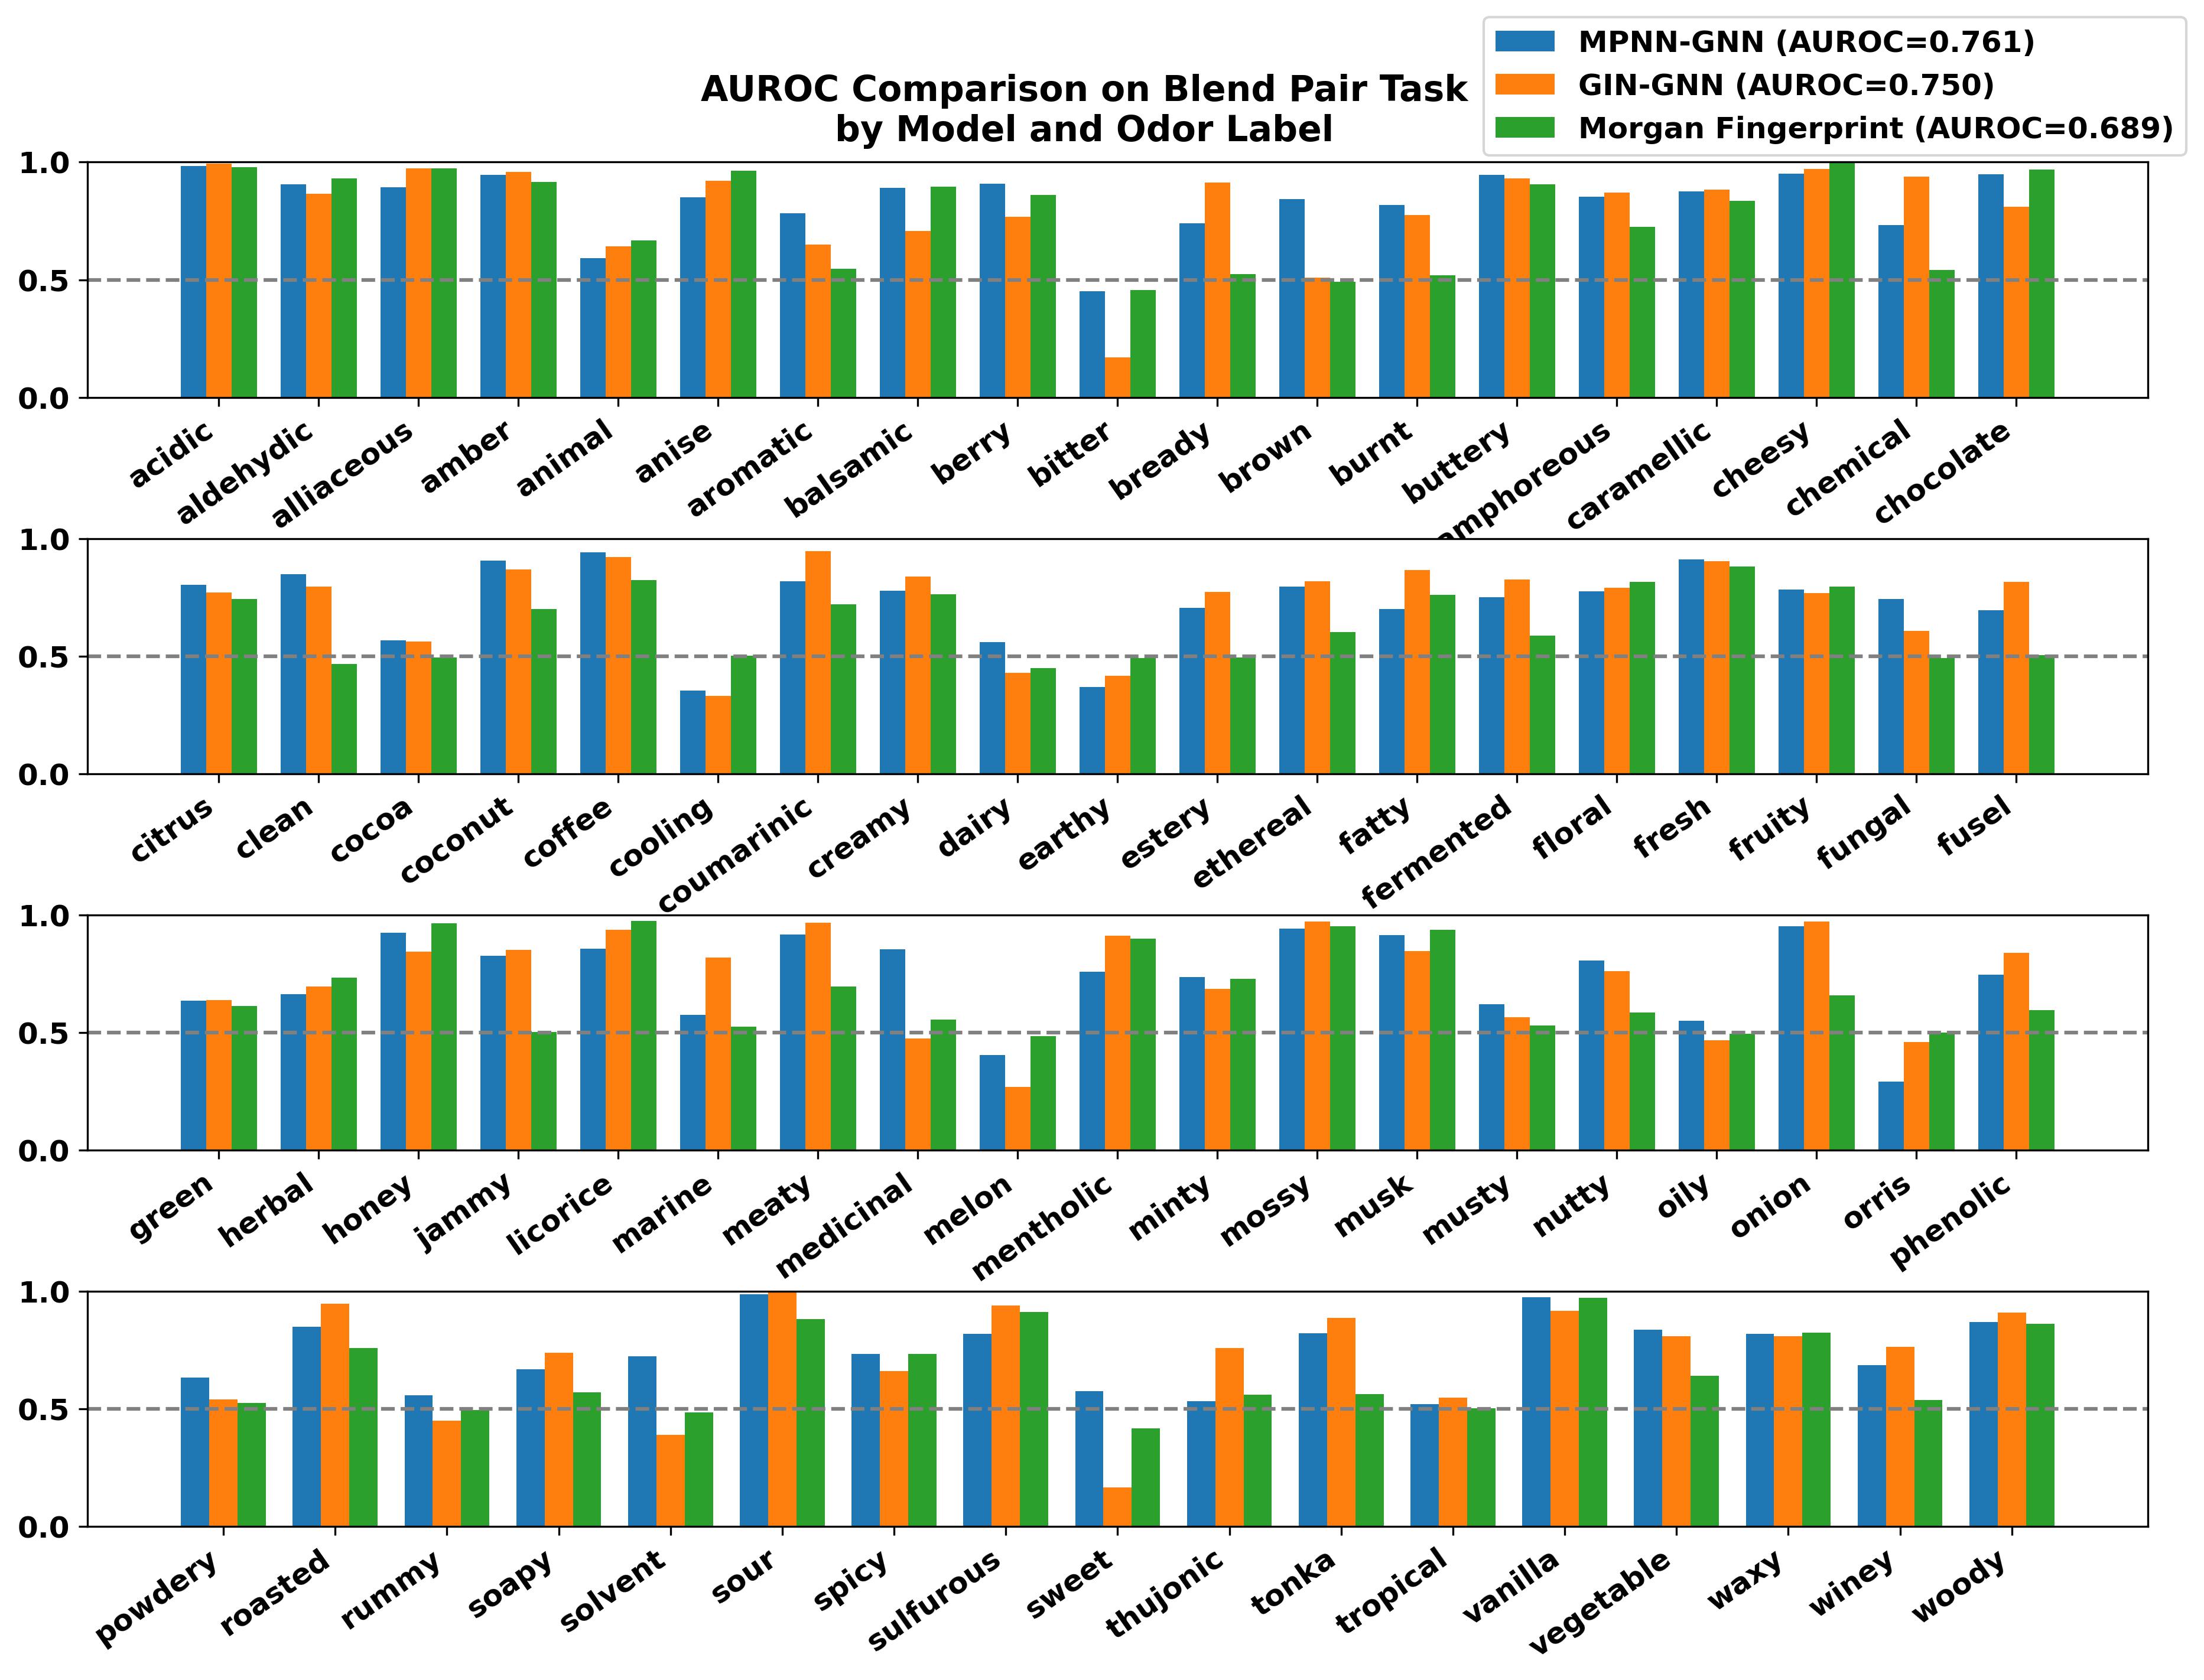 MPNN-GNN (AUROC=0.761)
GIN-GNN (AUROC=0.750)
Morgan Fingerprint (AUROC=0.689)
AUROC Comparison on Blend Pair Task
by Model and Odor Label
1.0
0.5
0.0
acidic
aldehydic
alliaceous
amber
animal
anise
aromatic
balsamic
berry
bitter
bready
brown
burnt
buttery
amphoreous
caramellic
cheesy
chemical
chocolate
1.0
0.5
0.0
citrus
clean
cocoa
coconut
coffee
cooling
coumarinic
creamy
dairy
earthy
estery
ethereal
fatty
fermented
floral
fresh
fruity
fungal
fusel
1.0
0.5
0.0
green
herbal
honey
jammy
licorice
marine
meaty
medicinal
melon
mentholic
minty
mossy
musk
musty
nutty
oily
onion
orris
phenolic
1.0
0.5
0.0
powdery
roasted
rummy
soapy
solvent
sour
spicy
sulfurous
sweet
thujonic
tonka
tropical
vanilla
vegetable
waxy
winey
woody